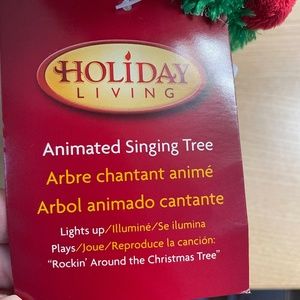 HOLIDAY
LIVING
Animated Singing Tree
Arbre chantant animé
Arbol animado cantante
Lights up/Illuminé/Se ilumina
Plays/Joue/Reproduce la canción:
"Rockin' Around the Christmas Tree"